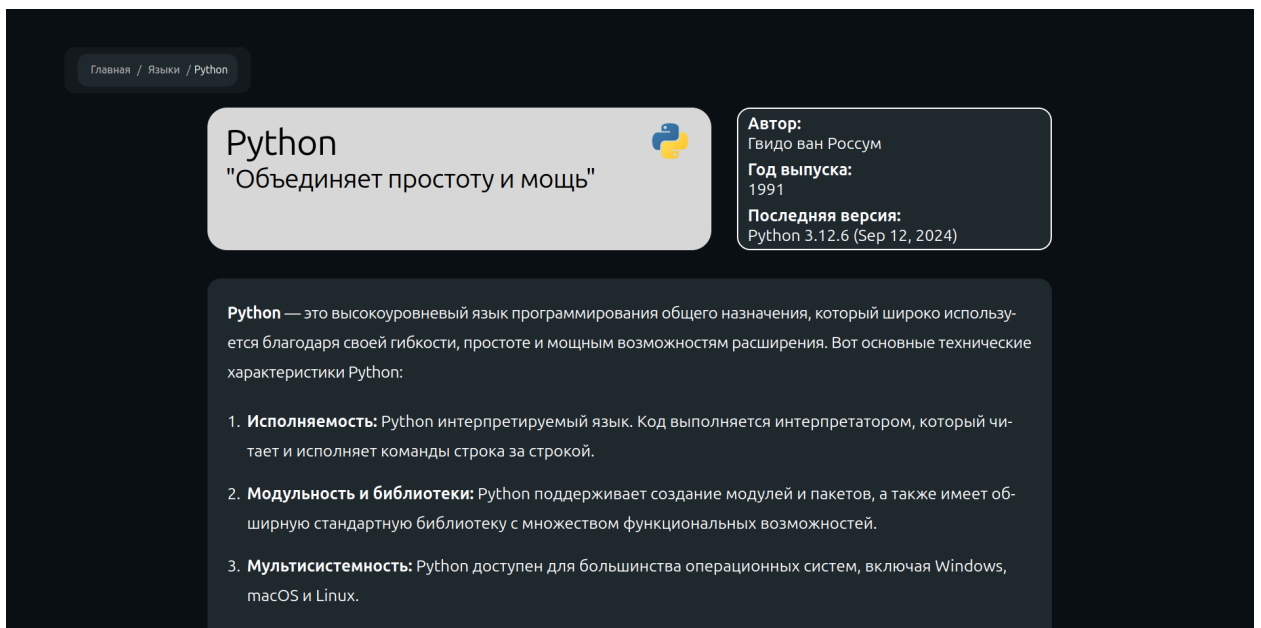 Главная / Языки / Python
Python
"Объединяет простоту и мощь"
Автор:
Гвидо ван Россум
Год выпуска:
1991
Последняя версия:
Python 3.12.6 (Sep 12, 2024)
Python — это высокоуровневый язык программирования общего назначения, который широко использу-
ется благодаря своей гибкости, простоте и мощным возможностям расширения. Вот основные технические
характеристики Python:
1. Исполняемость: Python интерпретируемый язык. Код выполняется интерпретатором, который чи-
тает и исполняет команды строка за строкой.
2. Модульность и библиотеки: Python поддерживает создание модулей и пакетов, а также имеет об-
ширную стандартную библиотеку с множеством функциональных возможностей.
3. Мультисистемность: Python доступен для большинства операционных систем, включая Windows,
macOS и Linux.